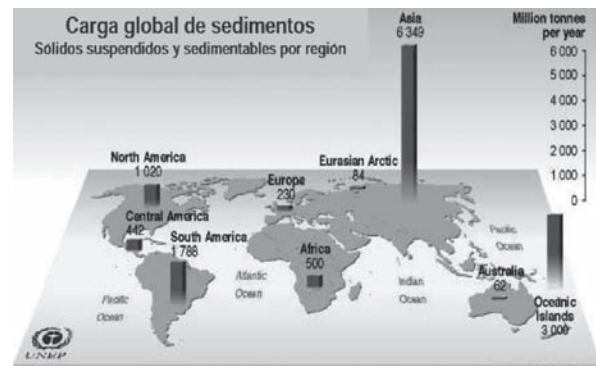 Carga global de sedimentos
Sólidos suspendidos y sedimentables por región
Asia
6 349
Million tonnes
per year
6 000
5 000
4 000
3 000
2 000
1 000
0
North America
1 020
Eurasian Arctic
84
Europe
230
Central America
442
South America
1 788
Africa
500
Pacific
Ocean
Atlantic
Ocean
Indian
Ocean
Australia
62
Pacific
Ocean
Oceanic
Islands
3 000
UNEP